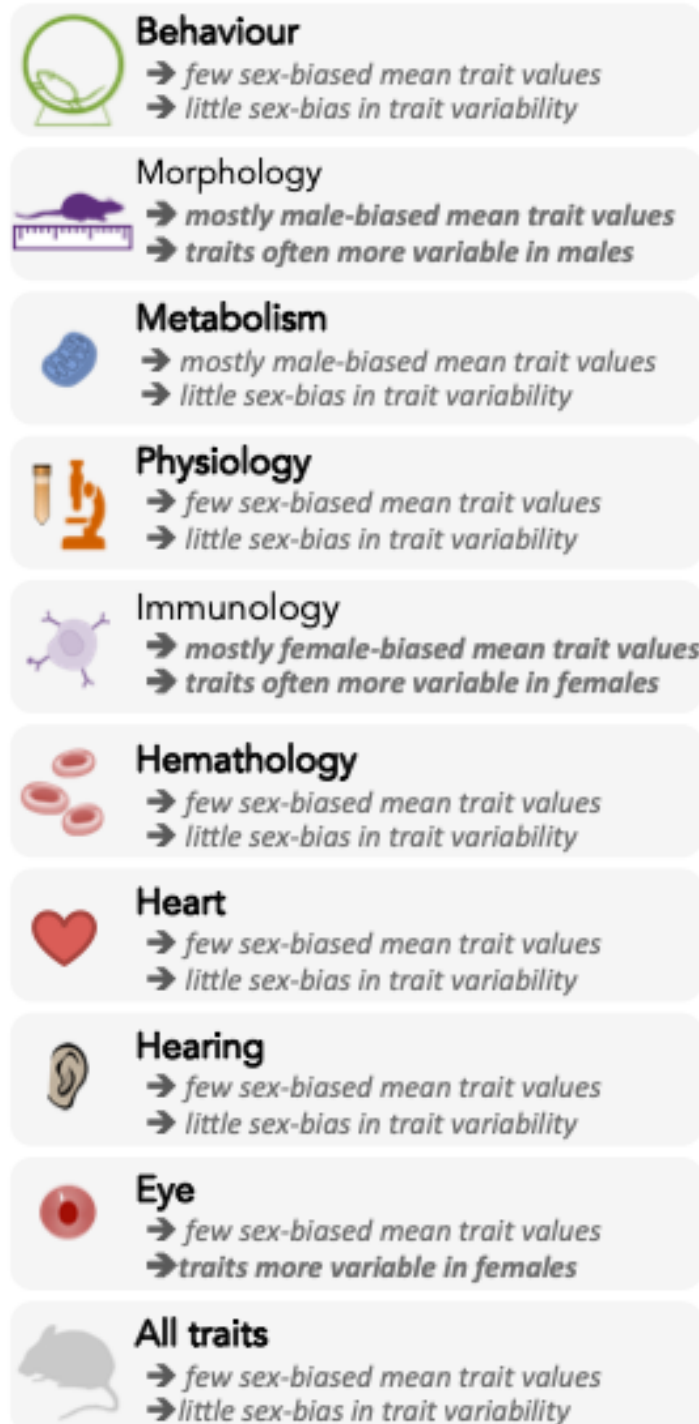 Behaviour
➔ few sex-biased mean trait values
➔ little sex-bias in trait variability
Morphology
➔ mostly male-biased mean trait values
➔ traits often more variable in males
Metabolism
➔ mostly male-biased mean trait values
➔ little sex-bias in trait variability
Physiology
➔ few sex-biased mean trait values
➔ little sex-bias in trait variability
Immunology
➔ mostly female-biased mean trait values
➔ traits often more variable in females
Hemathology
➔ few sex-biased mean trait values
➔ little sex-bias in trait variability
Heart
➔ few sex-biased mean trait values
➔ little sex-bias in trait variability
Hearing
➔ few sex-biased mean trait values
➔ little sex-bias in trait variability
Eye
➔ few sex-biased mean trait values
➔traits more variable in females
All traits
➔ few sex-biased mean trait values
➔little sex-bias in trait variability